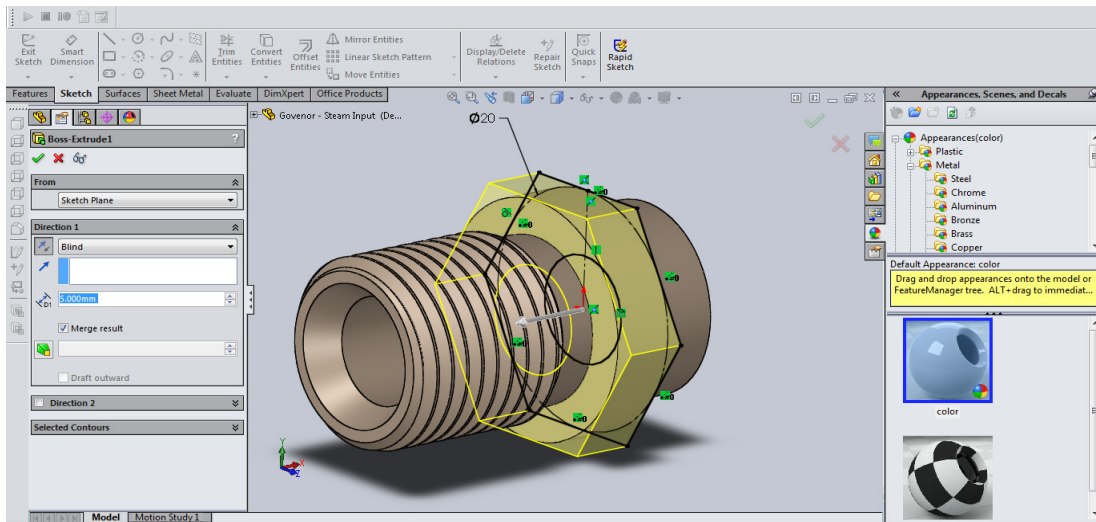 Exit Sketch
Smart Dimension
Trim Entities
Convert Entities
Offset Entities
Mirror Entities
Linear Sketch Pattern
Move Entities
Display/Delete Relations
Repair Sketch
Quick Snaps
Rapid Sketch
Features
Sketch
Surfaces
Sheet Metal
Evaluate
DimXpert
Office Products
Boss-Extrude1
?
From
Sketch Plane
Direction 1
Blind
D1
5.000mm
Merge result
Draft outward
Direction 2
Selected Contours
Govenor - Steam Input (De...
Ø20
Y
X
Z
Appearances, Scenes, and Decals
Appearances(color)
Plastic
Metal
Steel
Chrome
Aluminum
Bronze
Brass
Copper
Default Appearance: color
Drag and drop appearances onto the model or
FeatureManager tree. ALT+drag to immediat...
color
Model
Motion Study1